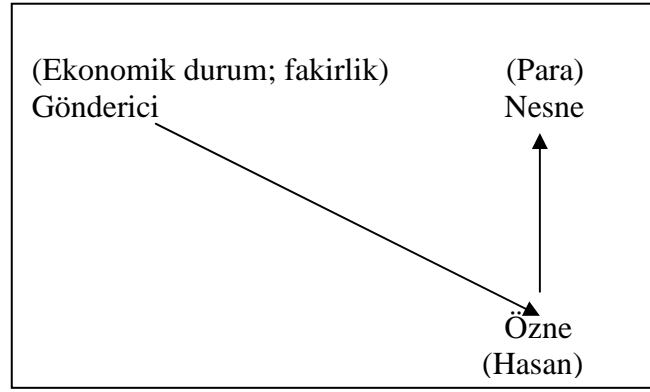 (Ekonomik durum; fakirlik) (Para)
Gönderici Nesne
Özne
(Hasan)